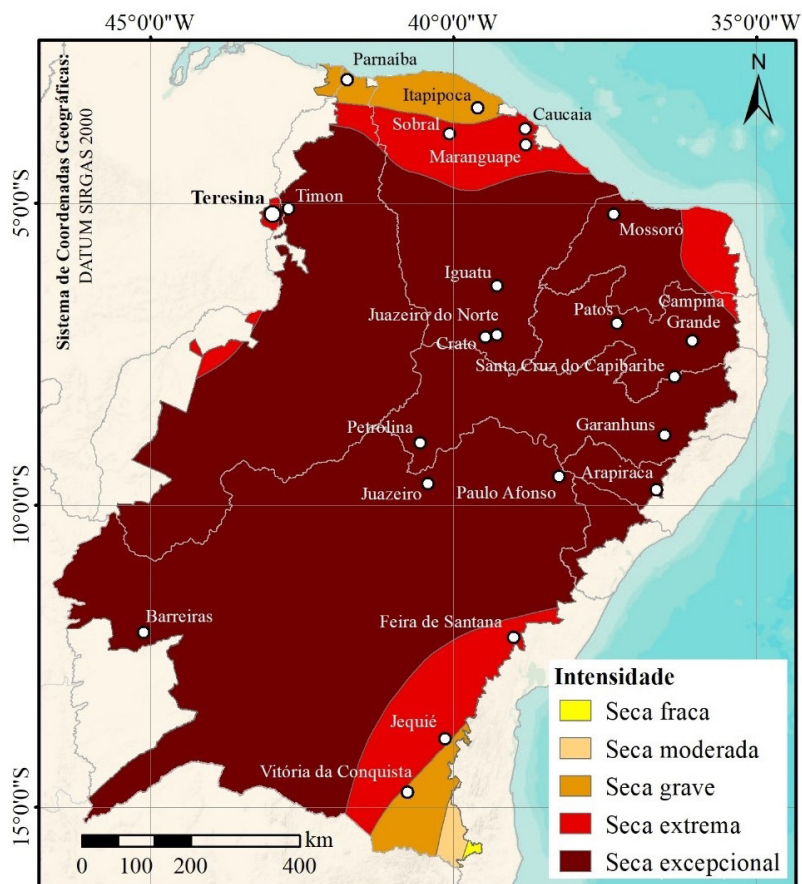 45°0'0"W
40°0'0"W
35°0'0"W
Sistema de Coordenadas Geográficas:
DATUM SIRGAS 2000
N
Parnaiba
Itapipoca
Caucaia
Sobral
Maranguape
5°0'0"S
Teresina
Timon
Mossoró
Iguatu
Juazeiro do Norte
Crato
Patos
Campina
Grande
Santa Cruz do Capibaribe
Petrolina
Garanhuns
Juazeiro
Paulo Afonso
Arapiraca
10°0'0"S
Barreiras
Feira de Santana
Jequié
Vitória da Conquista
15°0'0"S
km
0 100 200 400
Intensidade
Seca fraca
Seca moderada
Seca grave
Seca extrema
Seca excepcional